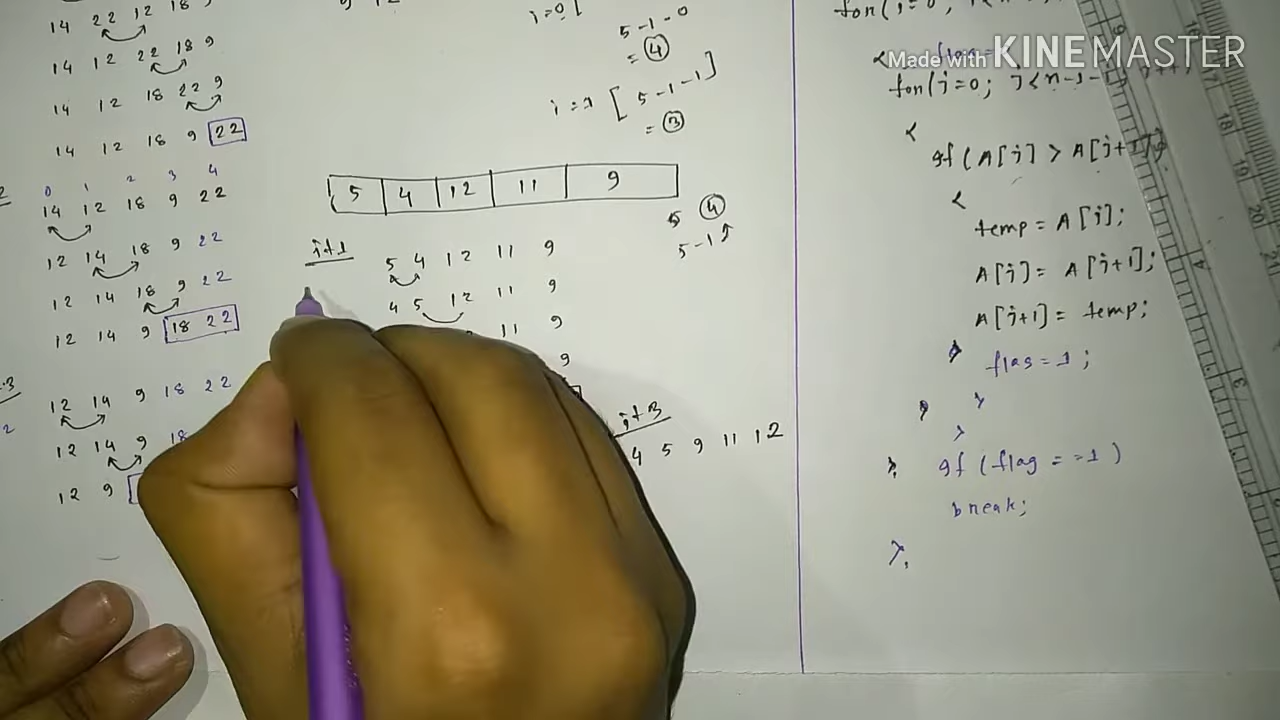 14 22 12 18
14 12 22 18 9
14 12 18 22 9
14 12 18 9 22
0 1 2 3 4
14 12 18 9 22
12 14 18 9 22
12 14 18 9 22
12 14 9 18 22
12 14 9 18 22
12 14 9 18
12 9
9 12
i=0[
5-1-0
=4
i=1[5-1-1]
=3
5 4 12 11 9
5 4
5-1
it1
5 4 12 11 9
4 5 12 11 9
11 9
9
it3
4 5 9 11 12
Made with KINEMASTER
for(j=0; j<n-1-
if(A[j] > A[j+1])
{
temp = A[j];
A[j] = A[j+1];
A[j+1] = temp;
flag=1;
}
}
if(flag==1)
break;
}